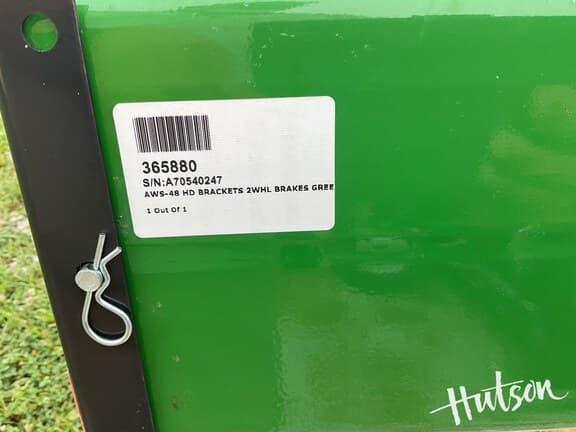 365880
S/N:A70540247
AWS-48 HD BRACKETS 2WHL BRAKES GREE
1 Out Of 1
Hutson